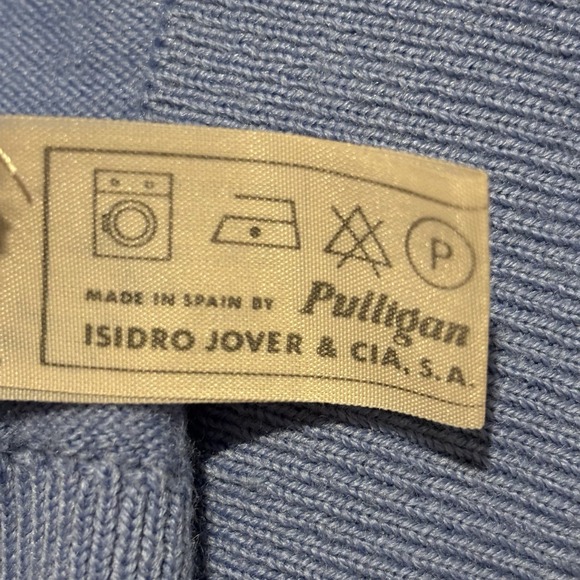 P
MADE IN SPAIN BY Pulligan
ISIDRO JOVER & CIA, S.A.